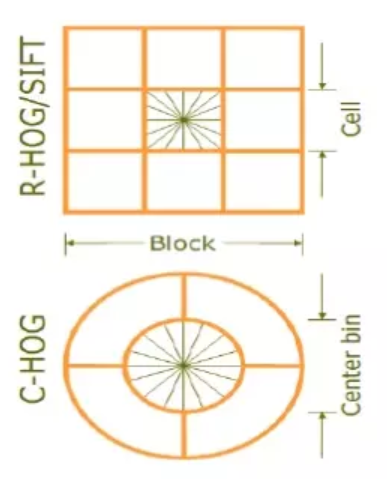 R-HOG/SIFT
Cell
Block
C-HOG
Center bin